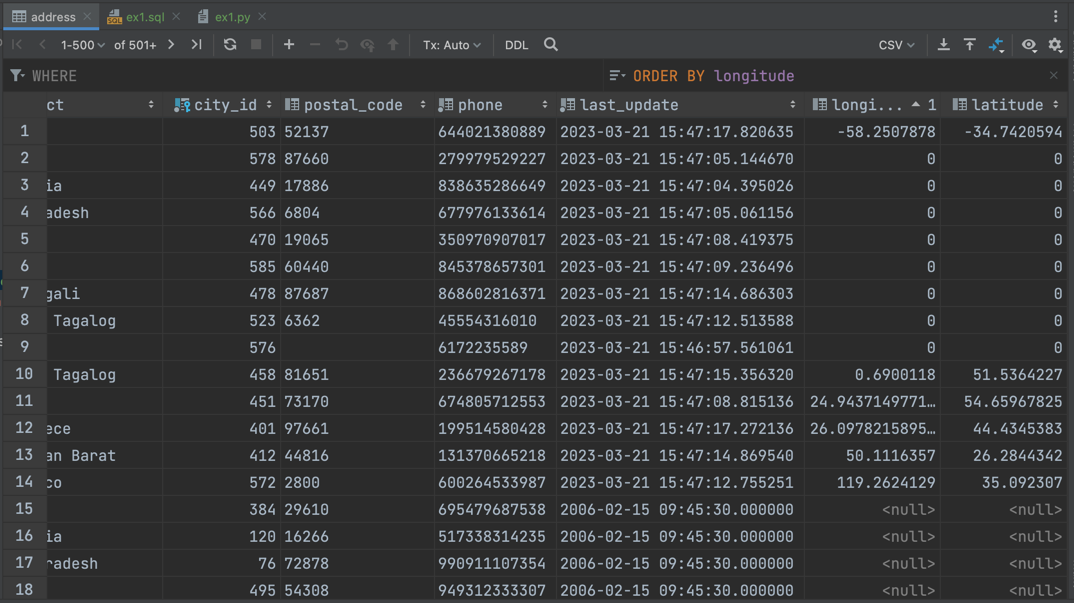 address ex1.sql ex1.py
1-500 of 501+ Tx: Auto DDL CSV
WHERE ORDER BY longitude
ct city_id postal_code phone last_update longi... 1 latitude
1 503 52137 644021380889 2023-03-21 15:47:17.820635 -58.2507878 -34.7420594
2 578 87660 279979529227 2023-03-21 15:47:05.144670 0 0
3 ia 449 17886 838635286649 2023-03-21 15:47:04.395026 0 0
4 adesh 566 6804 677976133614 2023-03-21 15:47:05.061156 0 0
5 470 19065 350970907017 2023-03-21 15:47:08.419375 0 0
6 585 60440 845378657301 2023-03-21 15:47:09.236496 0 0
7 gali 478 87687 868602816371 2023-03-21 15:47:14.686303 0 0
8 Tagalog 523 6362 45554316010 2023-03-21 15:47:12.513588 0 0
9 576 6172235589 2023-03-21 15:46:57.561061 0 0
10 Tagalog 458 81651 236679267178 2023-03-21 15:47:15.356320 0.6900118 51.5364227
11 451 73170 674805712553 2023-03-21 15:47:08.815136 24.9437149771... 54.65967825
12 ece 401 97661 199514580428 2023-03-21 15:47:17.272136 26.0978215895... 44.4345383
13 an Barat 412 44816 131370665218 2023-03-21 15:47:14.869540 50.1116357 26.2844342
14 co 572 2800 600264533987 2023-03-21 15:47:12.755251 119.2624129 35.092307
15 384 29610 695479687538 2006-02-15 09:45:30.000000 <null> <null>
16 ia 120 16266 517338314235 2006-02-15 09:45:30.000000 <null> <null>
17 radesh 76 72878 990911107354 2006-02-15 09:45:30.000000 <null> <null>
18 495 54308 949312333307 2006-02-15 09:45:30.000000 <null> <null>